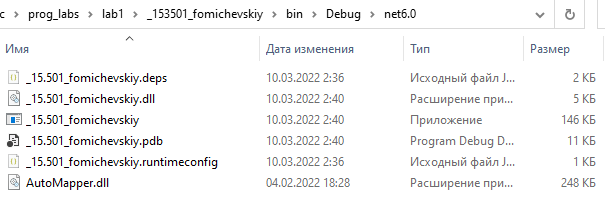 c > prog_labs > lab1 > _153501_fomichevskiy > bin > Debug > net6.0
Имя Дата изменения Тип Размер
_15.501_fomichevskiy.deps 10.03.2022 2:36 Исходный файл J... 2 КБ
_15.501_fomichevskiy.dll 10.03.2022 2:40 Расширение при... 5 КБ
_15.501_fomichevskiy 10.03.2022 2:40 Приложение 146 КБ
_15.501_fomichevskiy.pdb 10.03.2022 2:40 Program Debug D... 11 КБ
_15.501_fomichevskiy.runtimeconfig 10.03.2022 2:36 Исходный файл J... 1 КБ
AutoMapper.dll 04.02.2022 18:28 Расширение при... 248 КБ